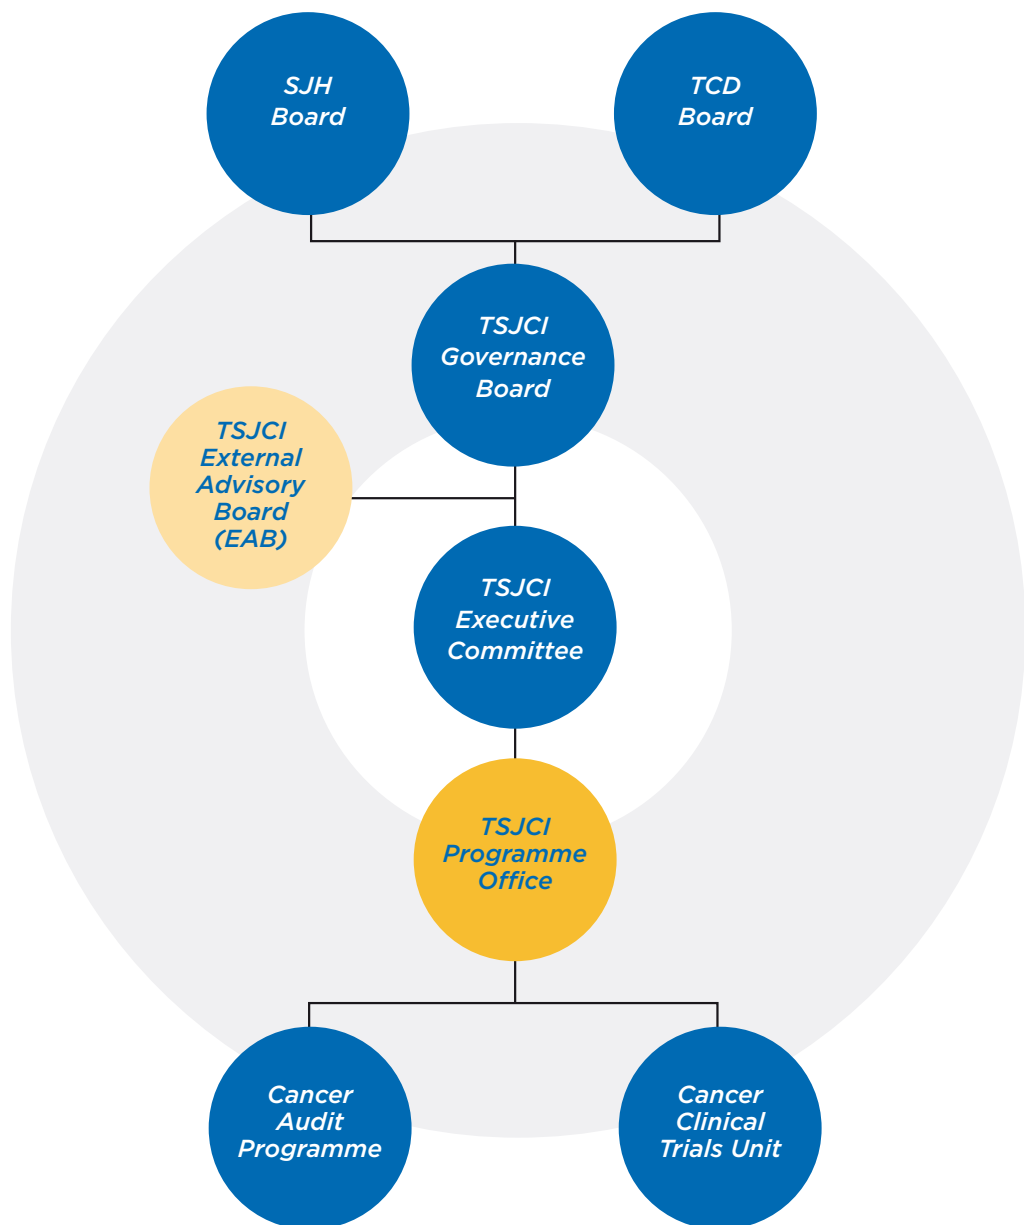 SJH
Board
TCD
Board
TSJCI
Governance
Board
TSJCI
External
Advisory
Board
(EAB)
TSJCI
Executive
Committee
TSJCI
Programme
Office
Cancer
Audit
Programme
Cancer
Clinical
Trials Unit